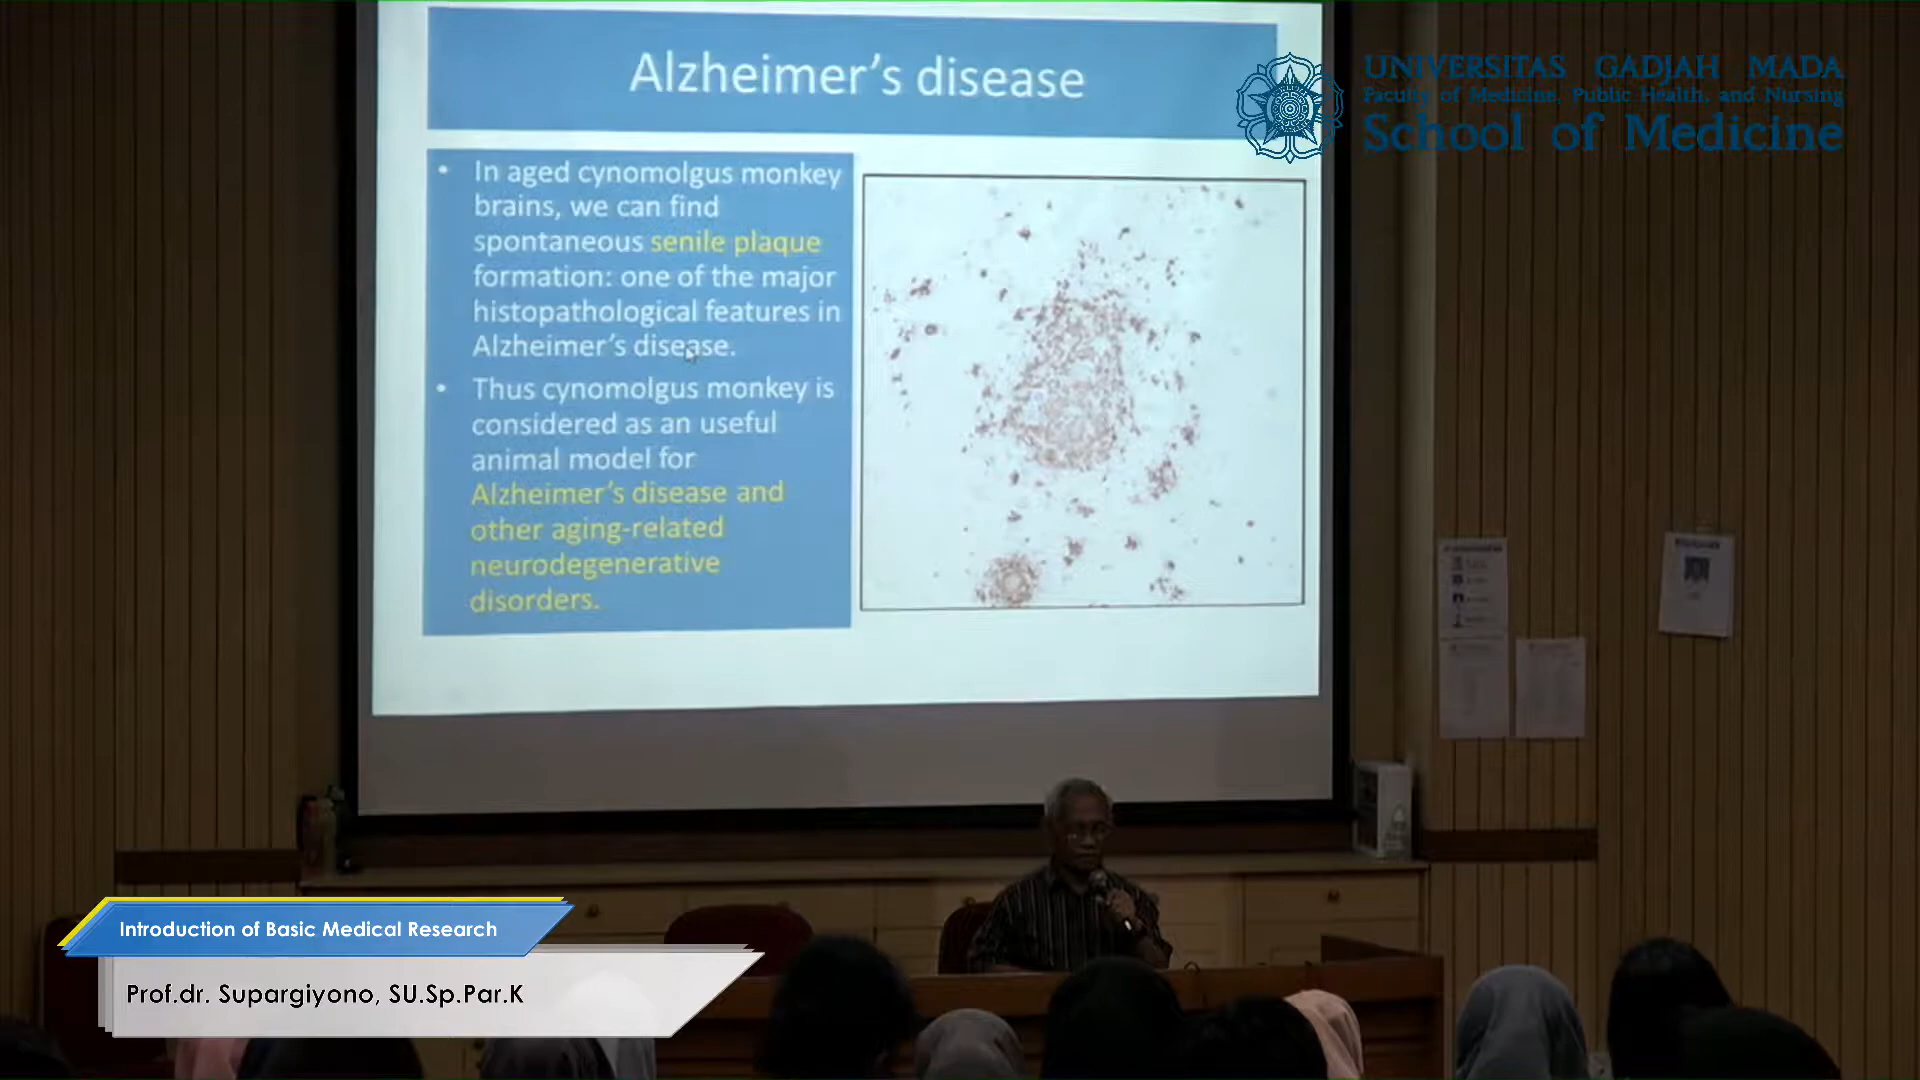 Alzheimer's disease
UNIVERSITAS GADJAH MADA
Faculty of Medicine, Public Health, and Nursing
School of Medicine
• In aged cynomolgus monkey
brains, we can find
spontaneous senile plaque
formation: one of the major
histopathological features in
Alzheimer's disease.
• Thus cynomolgus monkey is
considered as an useful
animal model for
Alzheimer's disease and
other aging-related
neurodegenerative
disorders.
Introduction of Basic Medical Research
Prof.dr. Supargiyono, SU.Sp.Par.K